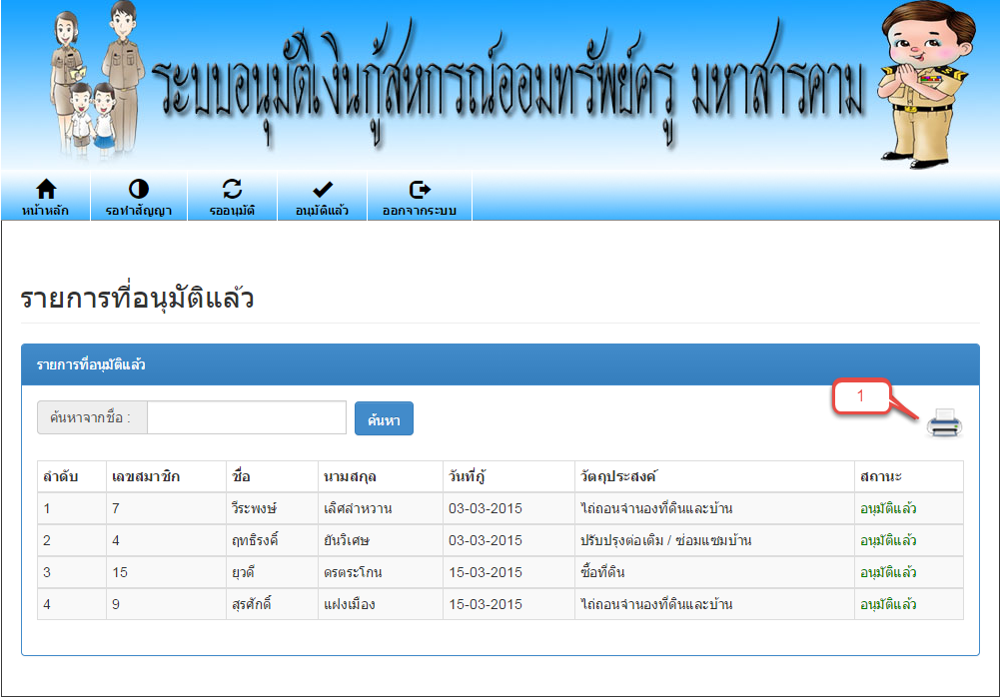 ระบบอนุมัติเงินกู้สหกรณ์ออมทรัพย์ครู มหาสารคาม
หน้าหลัก รอทำสัญญา รออนุมัติ อนุมัติแล้ว ออกจากระบบ
รายการที่อนุมัติแล้ว
รายการที่อนุมัติแล้ว
1
ค้นหาจากชื่อ : ค้นหา
ลำดับ เลขสมาชิก ชื่อ นามสกุล วันที่กู้ วัตถุประสงค์ สถานะ
1 7 วีระพงษ์ เลิศสำหวาน 03-03-2015 ไถ่ถอนจำนองที่ดินและบ้าน อนุมัติแล้ว
2 4 ฤทธิรงค์ ยันวิเศษ 03-03-2015 ปรับปรุงต่อเติม / ซ่อมแซมบ้าน อนุมัติแล้ว
3 15 ยุวดี ดรตระโกน 15-03-2015 ซื้อที่ดิน อนุมัติแล้ว
4 9 สุรศักดิ์ แฝงเมือง 15-03-2015 ไถ่ถอนจำนองที่ดินและบ้าน อนุมัติแล้ว